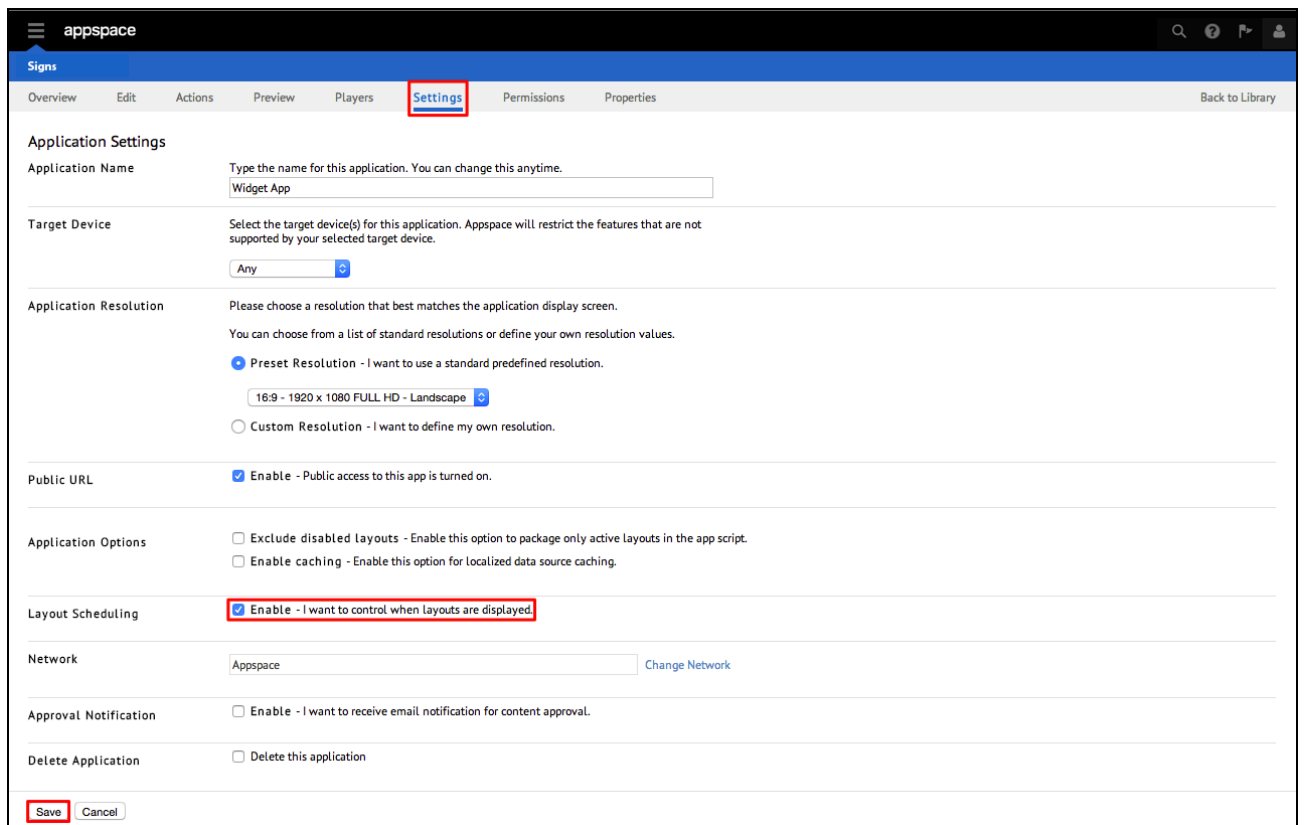 appspace
Signs
Overview Edit Actions Preview Players Settings Permissions Properties Back to Library
Application Settings
Application Name Type the name for this application. You can change this anytime.
Widget App
Target Device Select the target device(s) for this application. Appspace will restrict the features that are not
supported by your selected target device.
Any
Application Resolution Please choose a resolution that best matches the application display screen.
You can choose from a list of standard resolutions or define your own resolution values.
Preset Resolution - I want to use a standard predefined resolution.
16:9 - 1920 x 1080 FULL HD - Landscape
Custom Resolution - I want to define my own resolution.
Public URL Enable - Public access to this app is turned on.
Application Options Exclude disabled layouts - Enable this option to package only active layouts in the app script.
Enable caching - Enable this option for localized data source caching.
Layout Scheduling Enable - I want to control when layouts are displayed.
Network Appspace Change Network
Approval Notification Enable - I want to receive email notification for content approval.
Delete Application Delete this application
Save Cancel